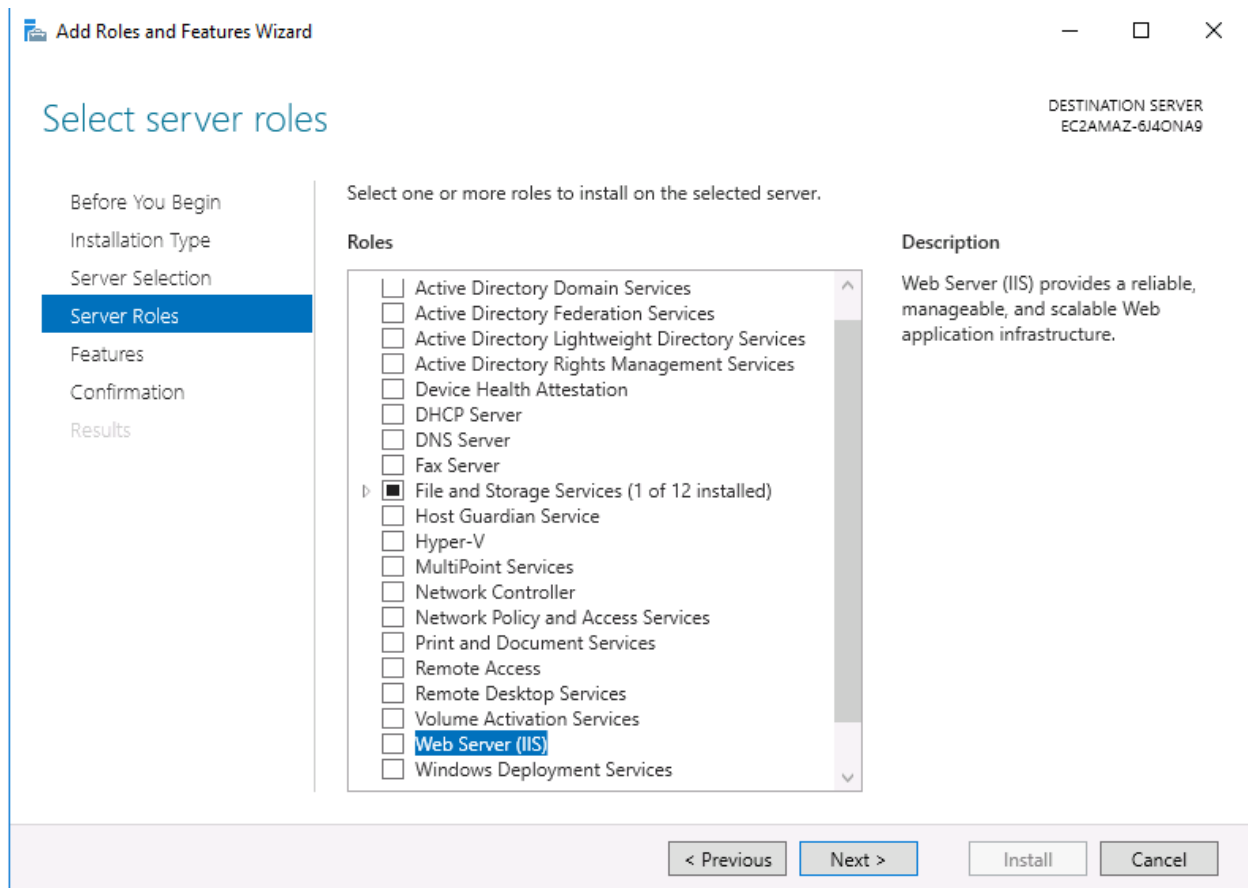 Add Roles and Features Wizard
Select server roles
DESTINATION SERVER
EC2AMAZ-6J4ONA9
Before You Begin
Installation Type
Server Selection
Server Roles
Features
Confirmation
Results
Select one or more roles to install on the selected server.
Roles
Active Directory Domain Services
Active Directory Federation Services
Active Directory Lightweight Directory Services
Active Directory Rights Management Services
Device Health Attestation
DHCP Server
DNS Server
Fax Server
File and Storage Services (1 of 12 installed)
Host Guardian Service
Hyper-V
MultiPoint Services
Network Controller
Network Policy and Access Services
Print and Document Services
Remote Access
Remote Desktop Services
Volume Activation Services
Web Server (IIS)
Windows Deployment Services
Description
Web Server (IIS) provides a reliable,
manageable, and scalable Web
application infrastructure.
< Previous
Next >
Install
Cancel